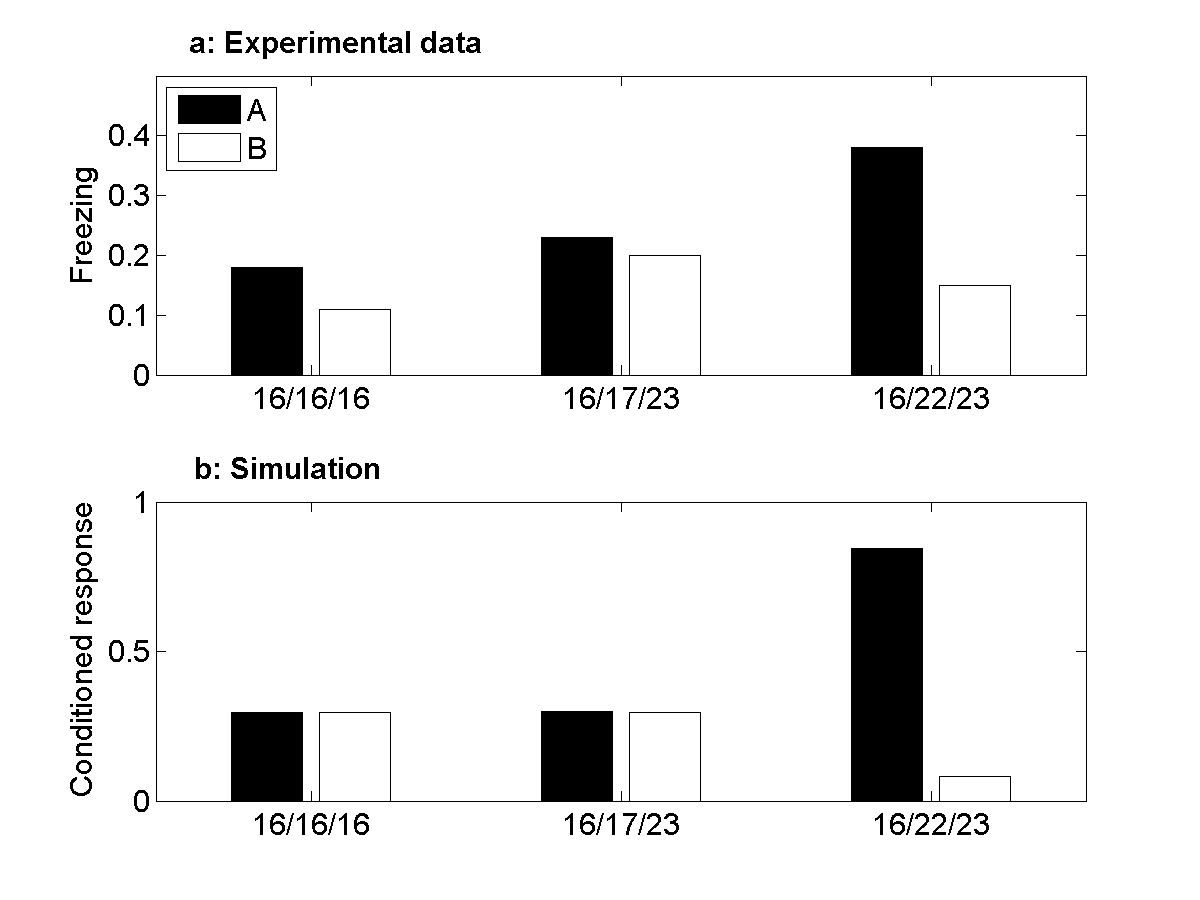 a: Experimental data
A
B
Freezing
0.4
0.3
0.2
0.1
0
16/16/16
16/17/23
16/22/23
b: Simulation
Conditioned response
1
0.5
0
16/16/16
16/17/23
16/22/23